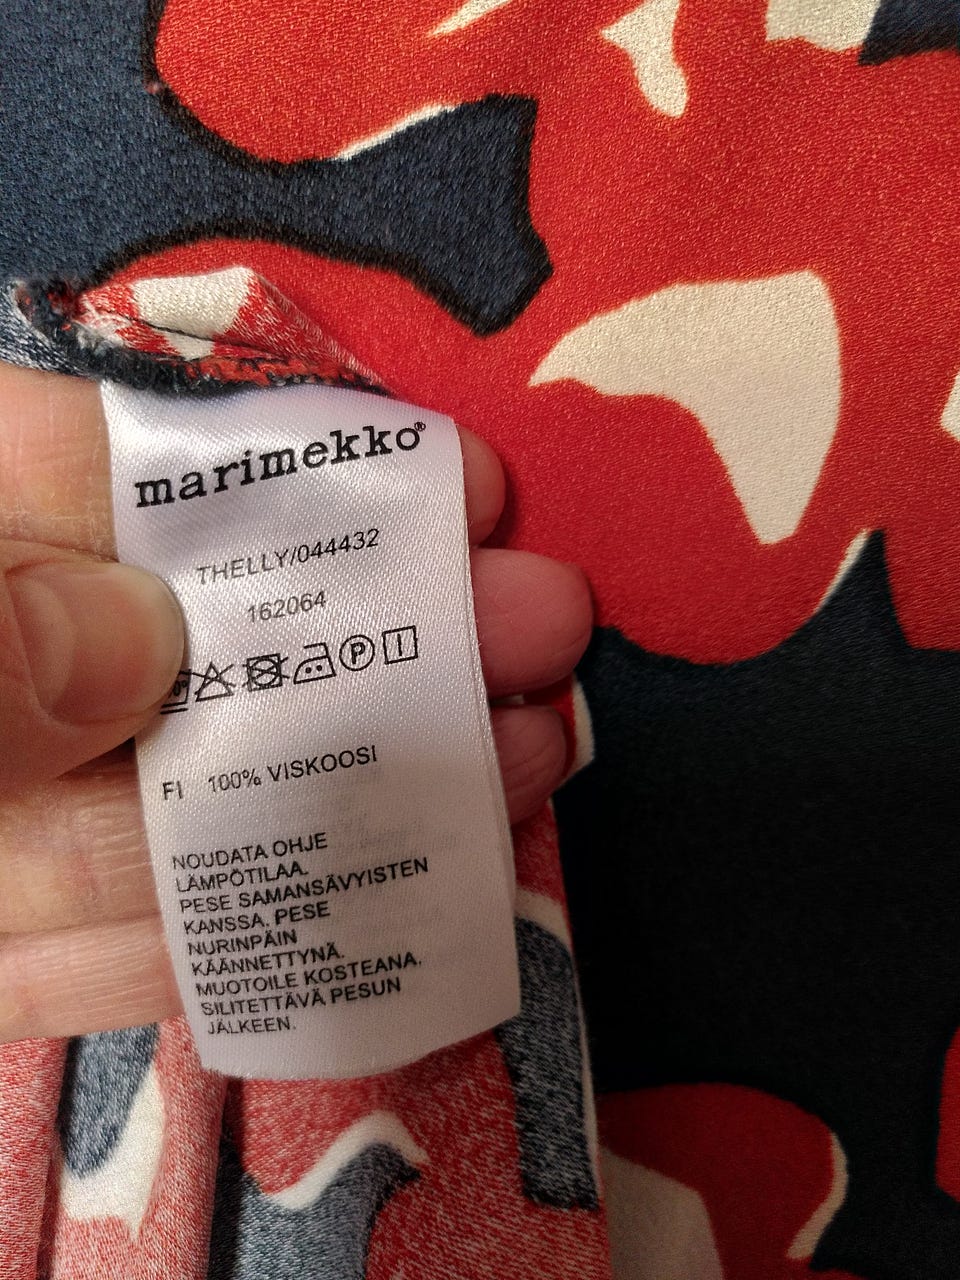 marimekko®
THELLY/044432
162064
P
FI 100% VISKOOSI
NOUDATA OHJE
LÄMPÖTILAA.
PESE SAMANSÄVYISTEN
KANSSA. PESE
NURINPÄIN
KÄÄNNETTYNÄ.
MUOTOILE KOSTEANA.
SILITETTÄVÄ PESUN
JÄLKEEN.